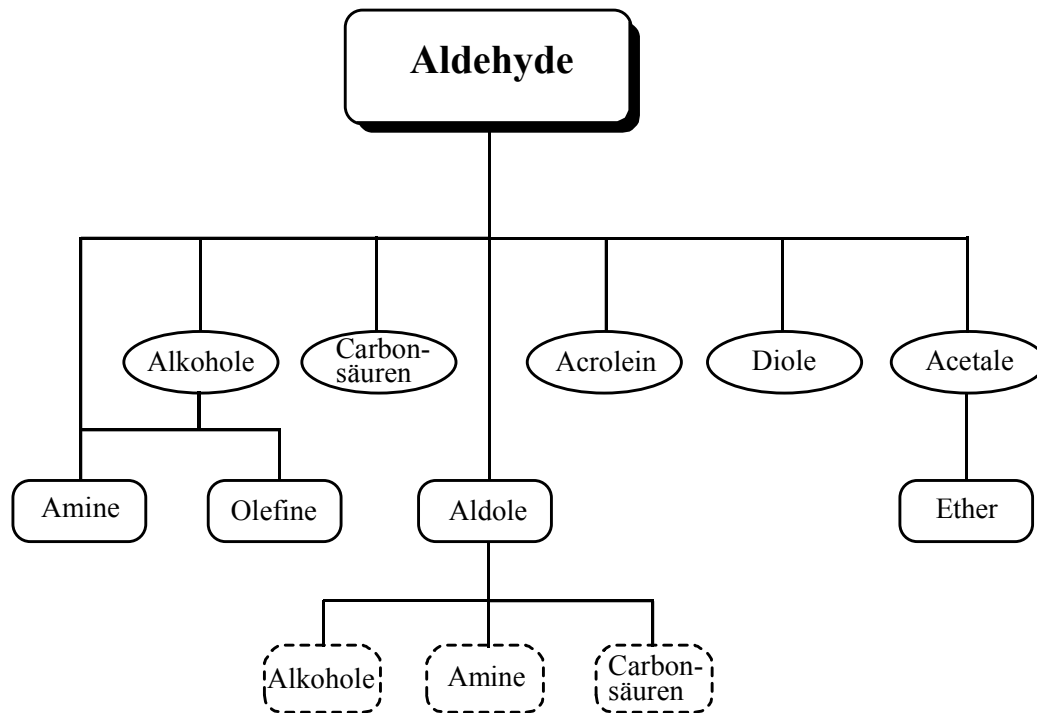 Aldehyde
Alkohole
Carbon-
säuren
Acrolein
Diole
Acetale
Amine
Olefine
Aldole
Ether
Alkohole
Amine
Carbon-
säuren